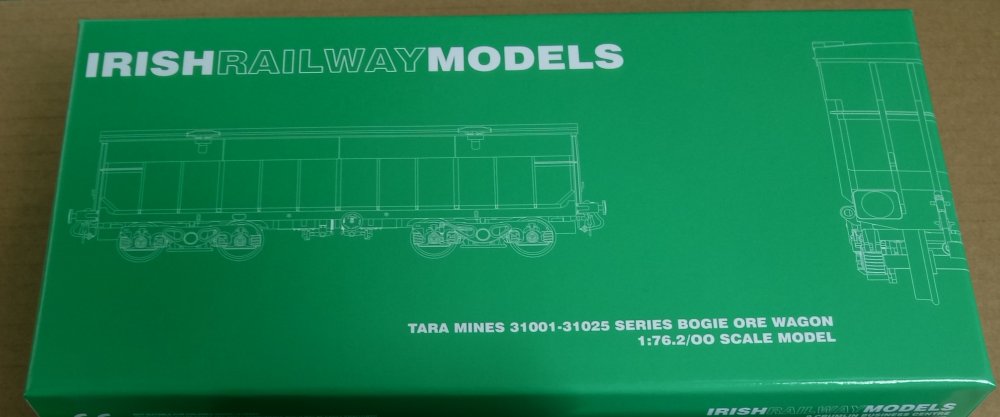 IRISHRAILWAYMODELS
TARA MINES 31001-31025 SERIES BOGIE ORE WAGON
1:76.2/OO SCALE MODEL
IRISHRAILWAYMODELS